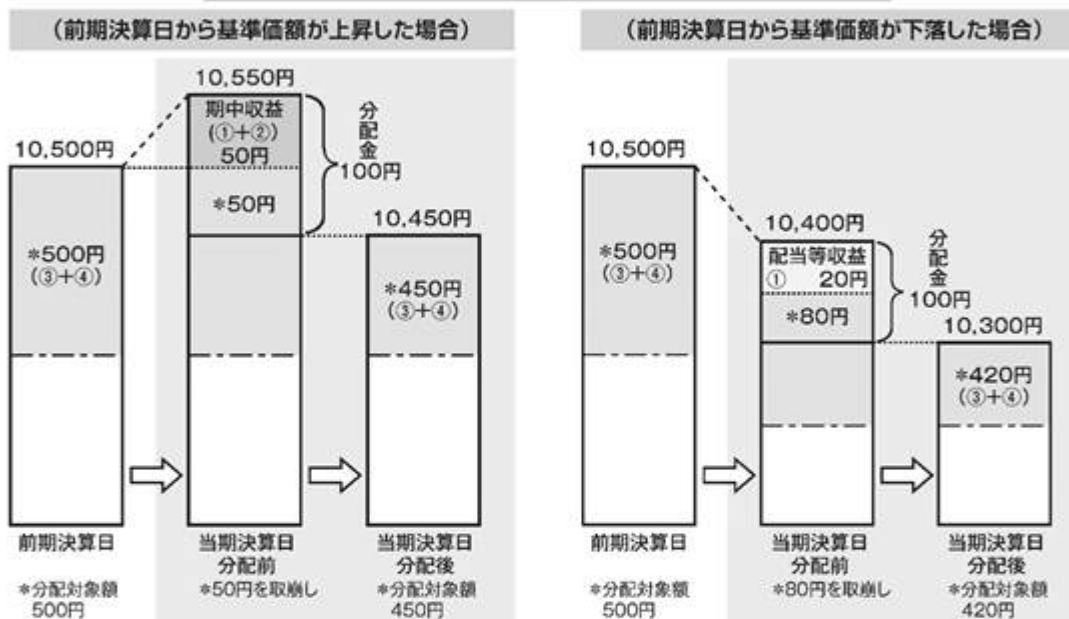 (前期決算日から基準価額が上昇した場合)
10,550円
期中収益
(①+②)
50円
*50円
分配金
100円
10,500円
*500円
(③+④)
10,450円
*450円
(③+④)
前期決算日
*分配対象額
500円
当期決算日
分配前
*50円を取崩し
当期決算日
分配後
*分配対象額
450円
(前期決算日から基準価額が下落した場合)
10,500円
*500円
(③+④)
10,400円
配当等収益
① 20円
*80円
分配金
100円
10,300円
*420円
(③+④)
前期決算日
*分配対象額
500円
当期決算日
分配前
*80円を取崩し
当期決算日
分配後
*分配対象額
420円